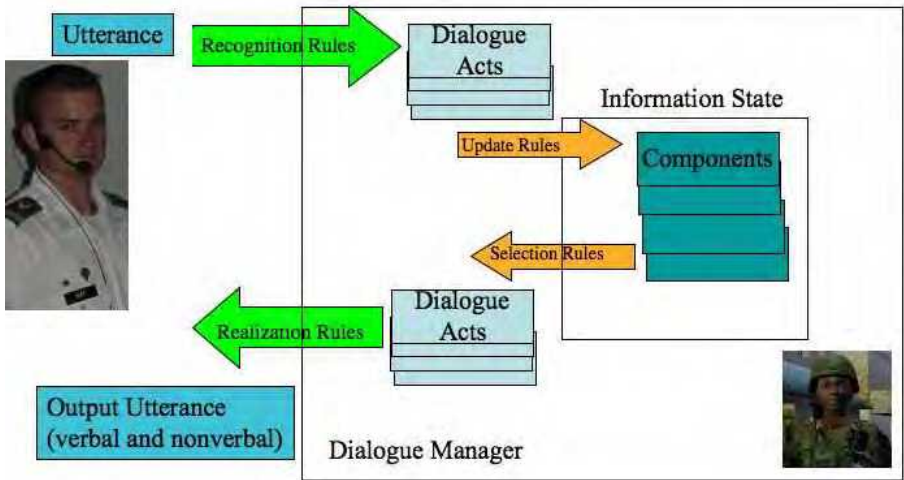 Utterance
Recognition Rules
Dialogue
Acts
Information State
Update Rules
Components
Selection Rules
Dialogue
Acts
Realization Rules
Output Utterance
(verbal and nonverbal)
Dialogue Manager